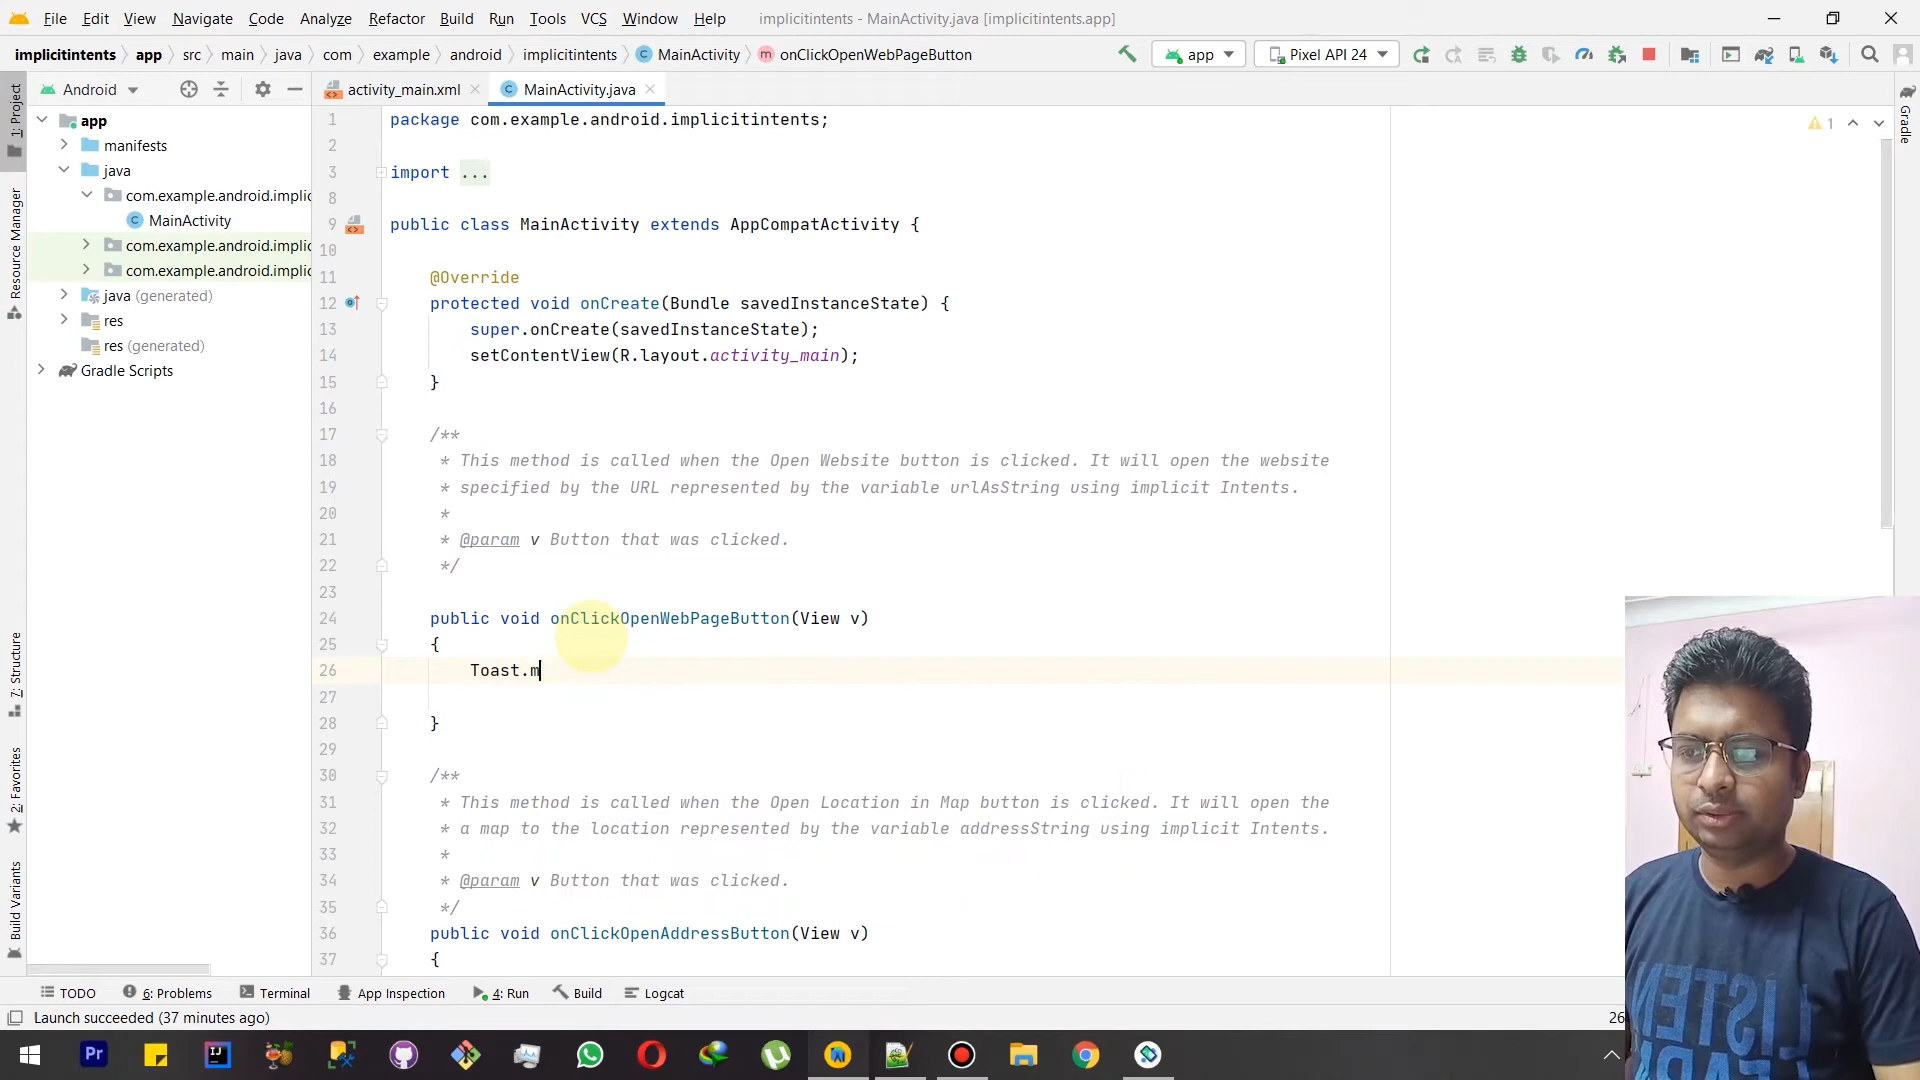 File Edit View Navigate Code Analyze Refactor Build Run Tools VCS Window Help implicitintents - MainActivity.java [implicitintents.app]
implicitintents app src main java com example android implicitintents MainActivity onClickOpenWebPageButton app Pixel API 24
Android
activity_main.xml MainActivity.java
1: Project
Resource Manager
7: Structure
2: Favorites
Build Variants
app
manifests
java
com.example.android.implic
MainActivity
com.example.android.implic
com.example.android.implic
java (generated)
res
res (generated)
Gradle Scripts
1 package com.example.android.implicitintents;
2
3 import ...
8
9 public class MainActivity extends AppCompatActivity {
10
11 @Override
12 protected void onCreate(Bundle savedInstanceState) {
13 super.onCreate(savedInstanceState);
14 setContentView(R.layout.activity_main);
15 }
16
17 /**
18 * This method is called when the Open Website button is clicked. It will open the website
19 * specified by the URL represented by the variable urlAsString using implicit Intents.
20 *
21 * @param v Button that was clicked.
22 */
23
24 public void onClickOpenWebPageButton(View v)
25 {
26 Toast.m
27
28 }
29
30 /**
31 * This method is called when the Open Location in Map button is clicked. It will open the
32 * a map to the location represented by the variable addressString using implicit Intents.
33 *
34 * @param v Button that was clicked.
35 */
36 public void onClickOpenAddressButton(View v)
37 {
1
Gradle
TODO 6: Problems Terminal App Inspection 4: Run Build Logcat
Launch succeeded (37 minutes ago)
26
Pr
IJ
LISTEN